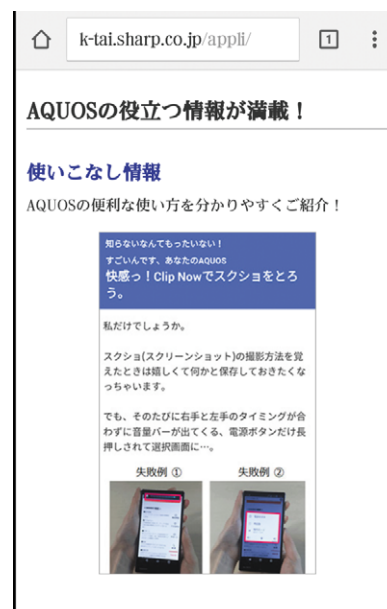 k-tai.sharp.co.jp/appli/
1
AQUOSの役立つ情報が満載！
使いこなし情報
AQUOSの便利な使い方を分かりやすくご紹介！
知らないなんてもったいない！
すごいんです、あなたのAQUOS
快感っ！Clip Nowでスクショをとろ
う。
私だけでしょうか。
スクショ(スクリーンショット)の撮影方法を覚
えたときは嬉しくて何かと保存しておきたくな
っちゃいます。
でも、そのたびに右手と左手のタイミングが合
わずに音量バーが出てくる、電源ボタンだけ長
押しされて選択画面に…。
失敗例 ①
失敗例 ②